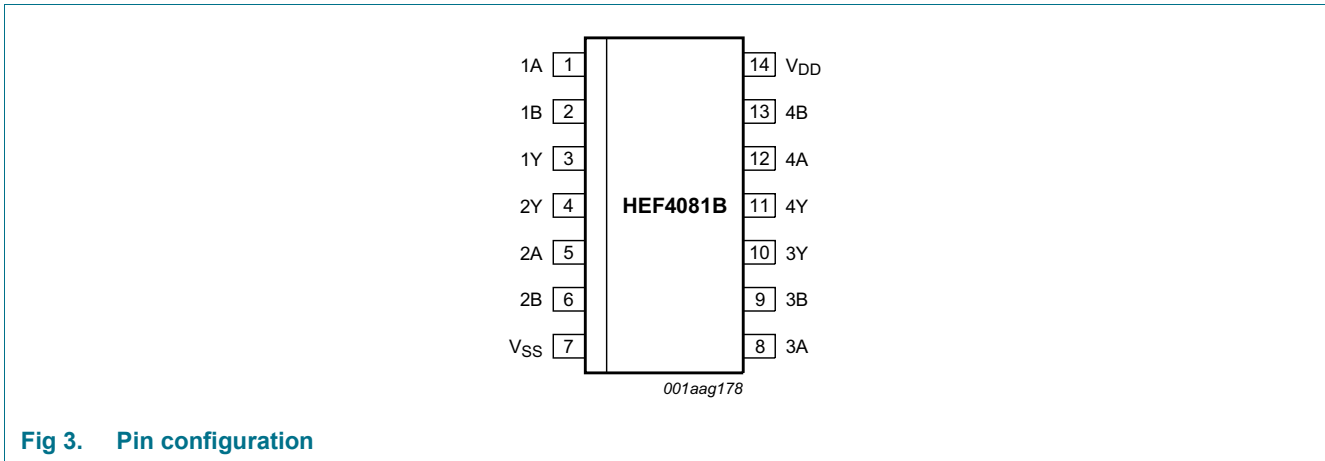 1A 1 14 VDD
1B 2 13 4B
1Y 3 12 4A
2Y 4 HEF4081B 11 4Y
2A 5 10 3Y
2B 6 9 3B
VSS 7 8 3A
001aag178
Fig 3. Pin configuration